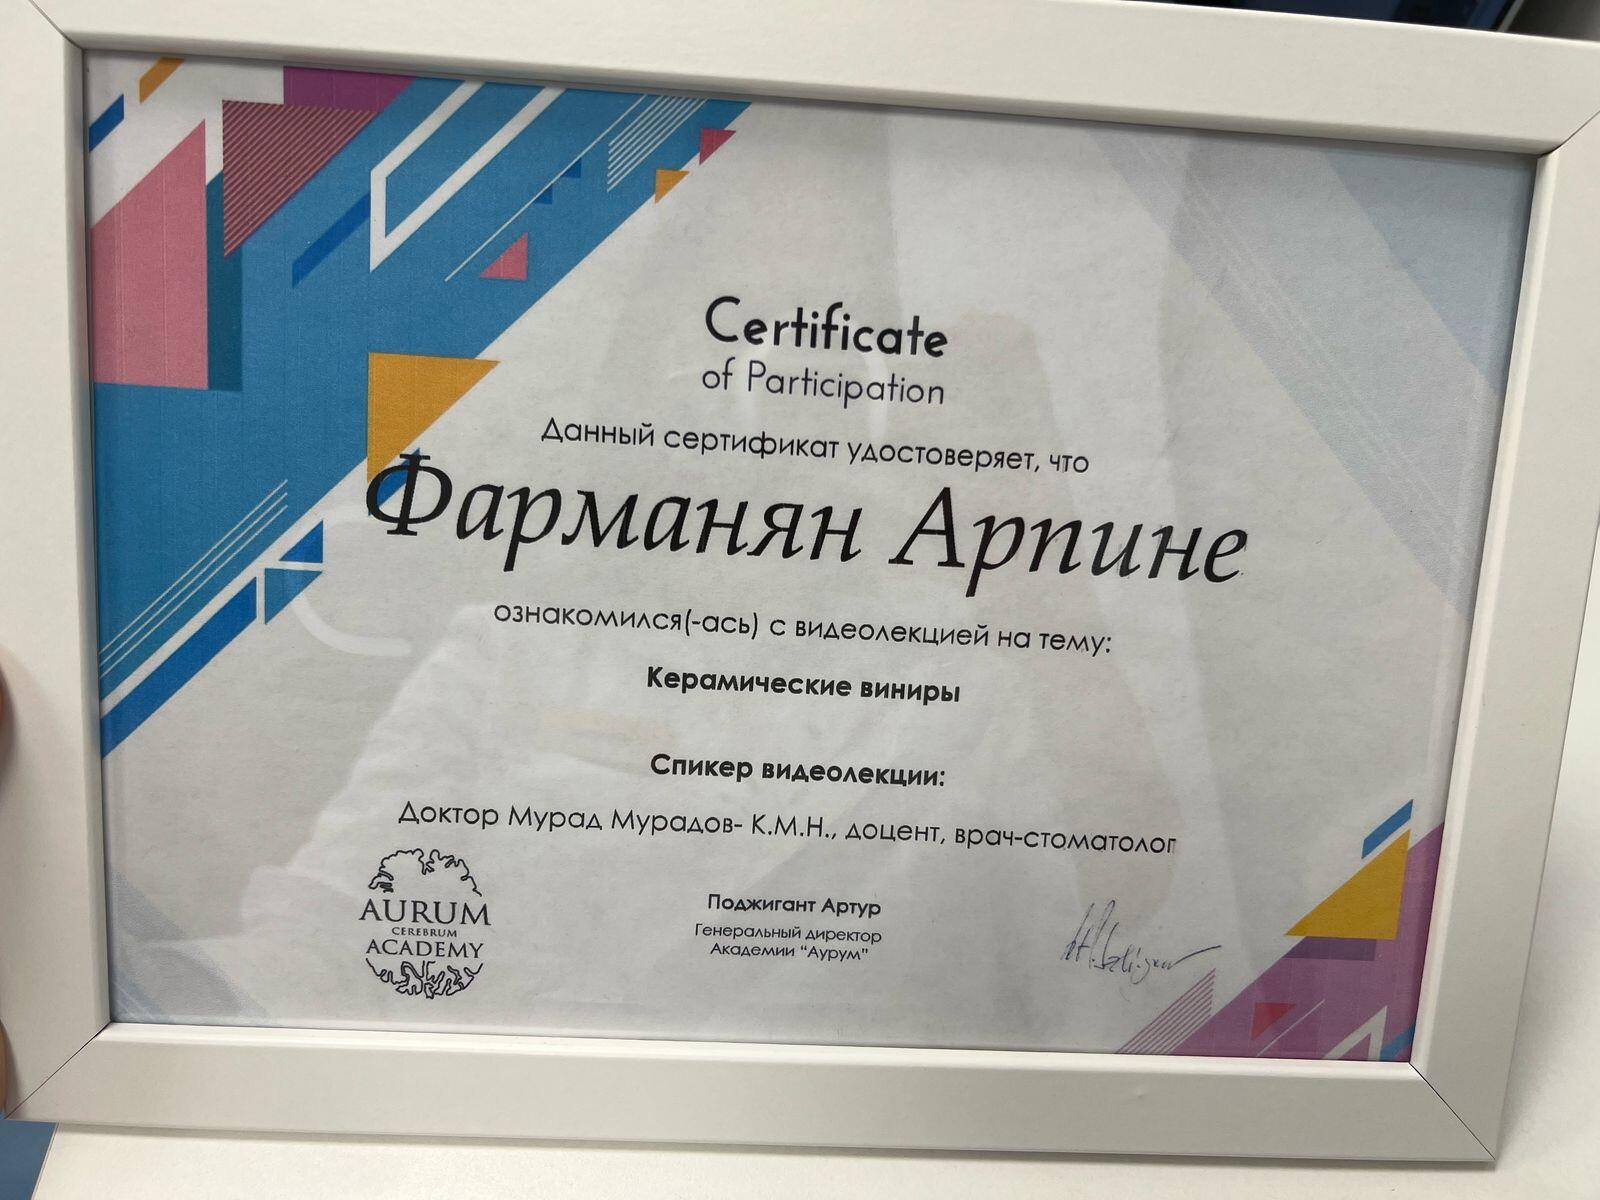 Certificate
of Participation
Данный сертификат удостоверяет, что
Фарманян Арпине
ознакомился(-ась) с видеолекцией на тему:
Керамические виниры
Спикер видеолекции:
Доктор Мурад Мурадов- К.М.Н., доцент, врач-стоматолог
AURUM
CEREBRUM
ACADEMY
Поджигант Артур
Генеральный директор
Академии “Аурум”